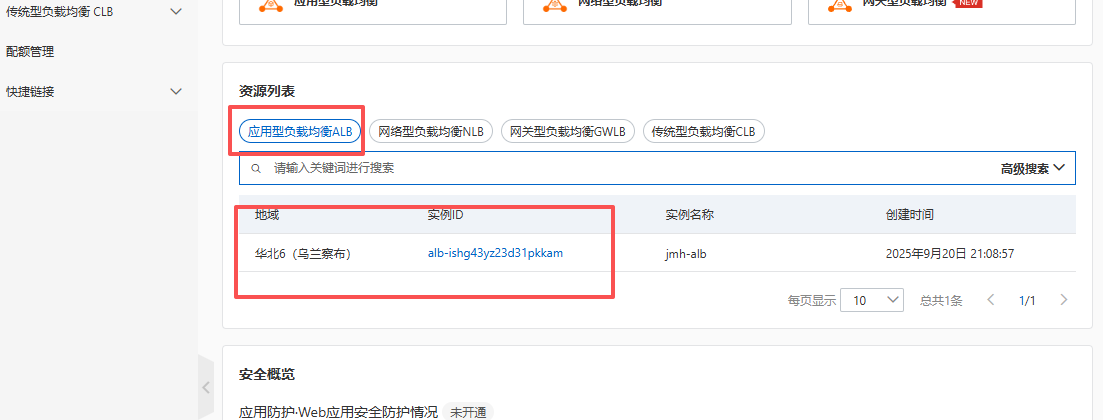 应用型负载均衡 网络型负载均衡 网关型负载均衡 NEW
传统型负载均衡 CLB
配额管理
快捷链接
资源列表
应用型负载均衡ALB 网络型负载均衡NLB 网关型负载均衡GWLB 传统型负载均衡CLB
请输入关键词进行搜索 高级搜索
地域 实例ID 实例名称 创建时间
华北6（乌兰察布） alb-ishg43yz23d31pkkam jmh-alb 2025年9月20日 21:08:57
每页显示 10 总共1条 1/1
安全概览
应用防护·Web应用安全防护情况 未开通